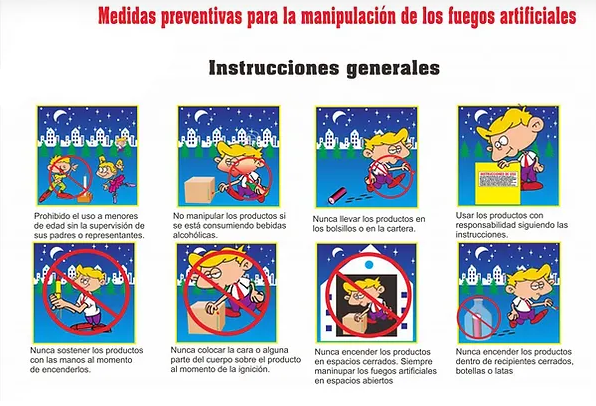 Medidas preventivas para la manipulación de los fuegos artificiales
Instrucciones generales
Prohibido el uso a menores
de edad sin la supervisión de
sus padres o representantes.
No manipular los productos si
se está consumiendo bebidas
alcohólicas.
Nunca llevar los productos en
los bolsillos o en la cartera.
INSTRUCCIONES DE USO
Usar los productos con
responsabilidad siguiendo las
instrucciones.
Nunca sostener los productos
con las manos al momento
de encenderlos.
Nunca colocar la cara o alguna
parte del cuerpo sobre el producto
al momento de la ignición.
Nunca encender los productos
en espacios cerrados. Siempre
maninupar los fuegos artificiales
en espacios abiertos
Nunca encender los productos
dentro de recipientes cerrados,
botellas o latas